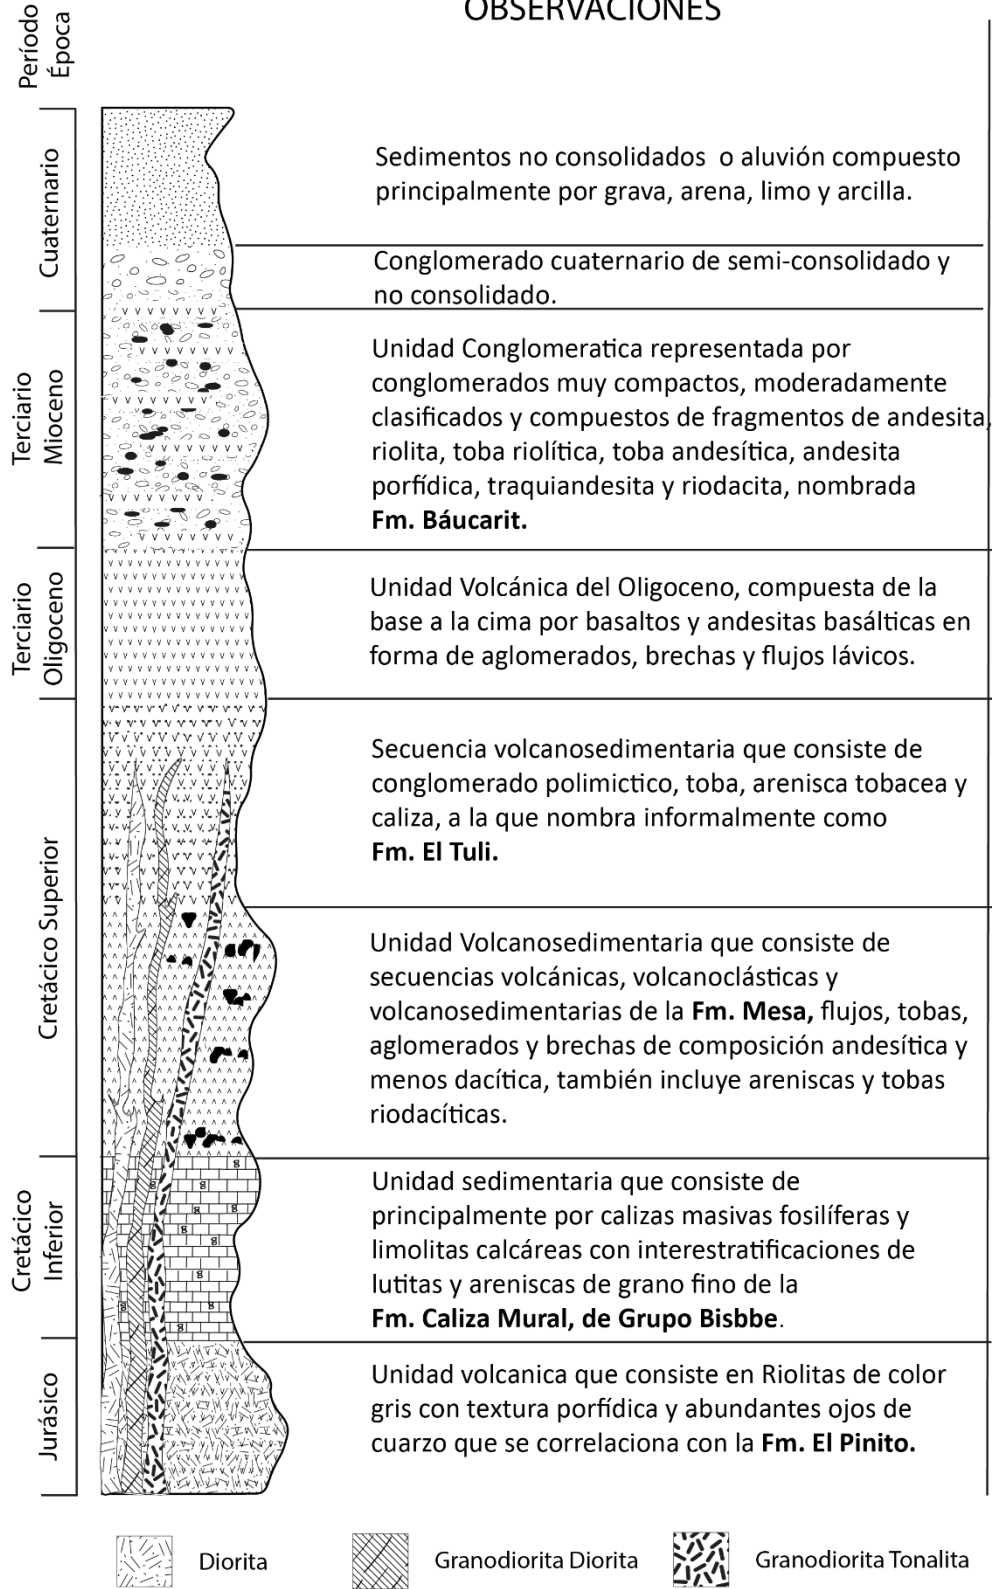 OBSERVACIONES
Período
Época
Cuaternario
Sedimentos no consolidados o aluvión compuesto
principalmente por grava, arena, limo y arcilla.
Conglomerado cuaternario de semi-consolidado y
no consolidado.
Terciario
Mioceno
Unidad Conglomeratica representada por
conglomerados muy compactos, moderadamente
clasificados y compuestos de fragmentos de andesita,
riolita, toba riolítica, toba andesítica, andesita
porfídica, traquiandesita y riodacita, nombrada
Fm. Báucarit.
Terciario
Oligoceno
Unidad Volcánica del Oligoceno, compuesta de la
base a la cima por basaltos y andesitas basálticas en
forma de aglomerados, brechas y flujos lávicos.
Cretácico Superior
Secuencia volcanosedimentaria que consiste de
conglomerado polimictico, toba, arenisca tobacea y
caliza, a la que nombra informalmente como
Fm. El Tuli.
Unidad Volcanosedimentaria que consiste de
secuencias volcánicas, volcanoclásticas y
volcanosedimentarias de la Fm. Mesa, flujos, tobas,
aglomerados y brechas de composición andesítica y
menos dacítica, también incluye areniscas y tobas
riodacíticas.
Cretácico
Inferior
Unidad sedimentaria que consiste de
principalmente por calizas masivas fosilíferas y
limolitas calcáreas con interestratificaciones de
lutitas y areniscas de grano fino de la
Fm. Caliza Mural, de Grupo Bisbbe.
Jurásico
Unidad volcanica que consiste en Riolitas de color
gris con textura porfídica y abundantes ojos de
cuarzo que se correlaciona con la Fm. El Pinito.
Diorita
Granodiorita Diorita
Granodiorita Tonalita